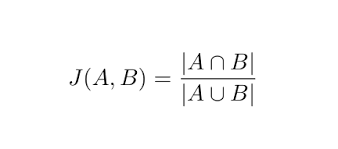 J(A, B) = |A ∩ B| / |A ∪ B|